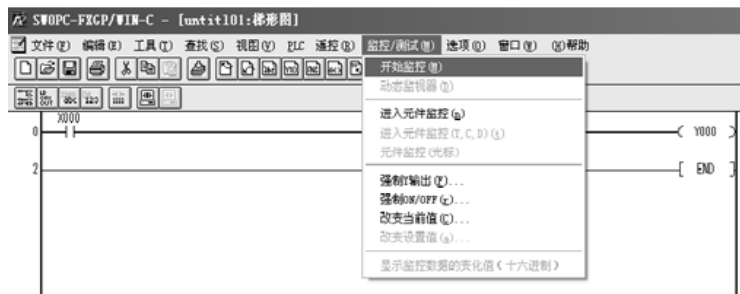 SW0PC-FXGP/WIN-C - [untitl01:梯形图]
文件(F) 编辑(E) 工具(T) 查找(S) 视图(V) PLC 遥控(R) 监控/测试(M) 选项(O) 窗口(W) (H)帮助
开始监控(M)
动态监视器(D)
进入元件监控(n)
进入元件监控(T,C,D)(t)
元件监控(光标)
强制Y输出(F)...
强制ON/OFF(r)...
改变当前值(C)...
改变设置值(s)...
显示监控数据的变化值(十六进制)
X000
0
Y000
2
END